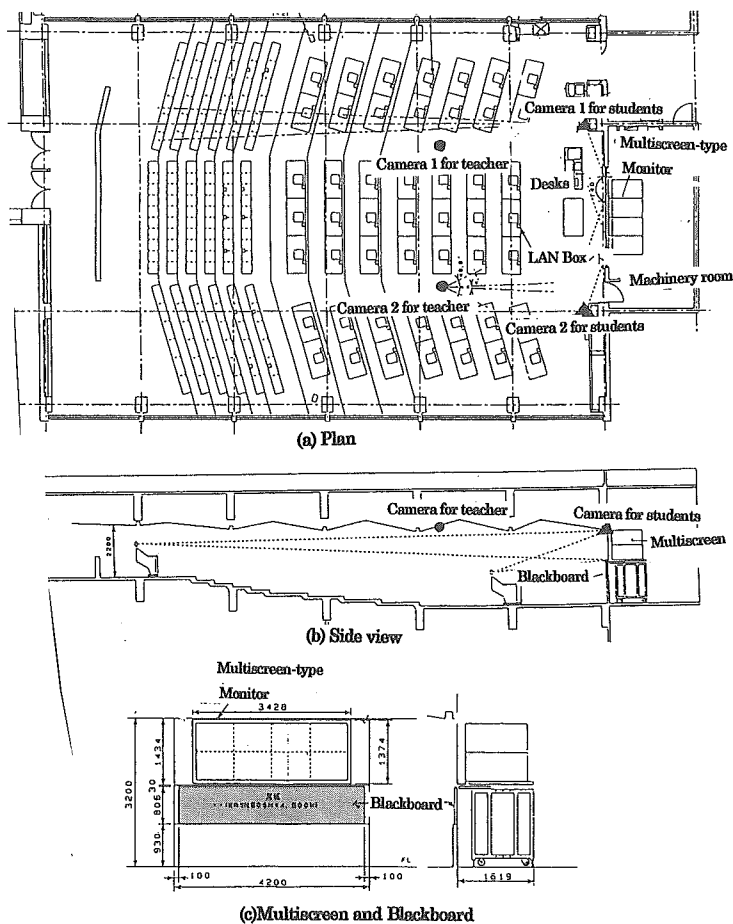 Camera 1 for students
Multiscreen-type
Monitor
Camera 1 for teacher
Desks
LAN Box
Machinery room
Camera 2 for teacher
Camera 2 for students
(a) Plan
Camera for teacher
Camera for students
Multiscreen
2200
Blackboard
(b) Side view
Multiscreen-type
Monitor
3428
1434
1374
3200
30
805
Blackboard
930
FL
100
100
4200
1619
(c)Multiscreen and Blackboard